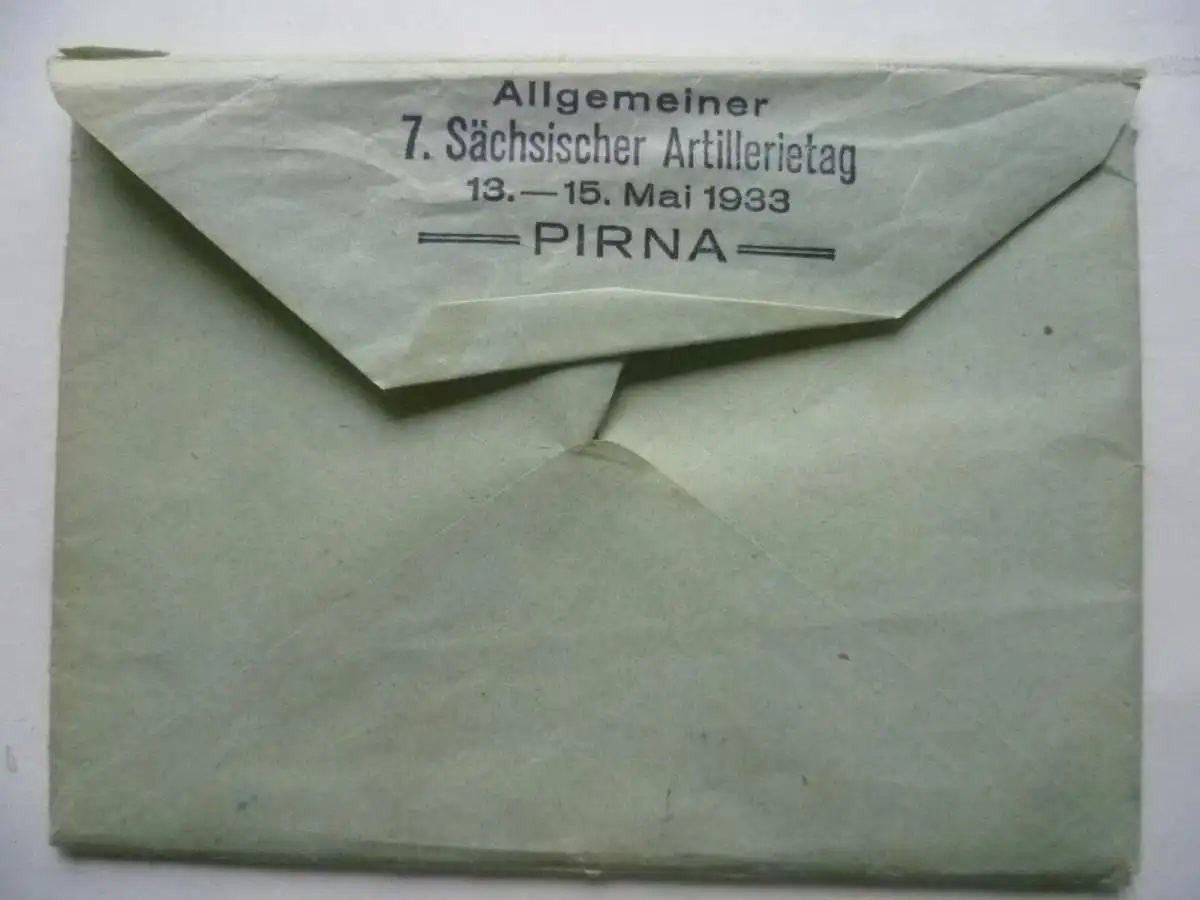 Allgemeiner
7. Sächsischer Artillerietag
13.—15. Mai 1933
PIRNA